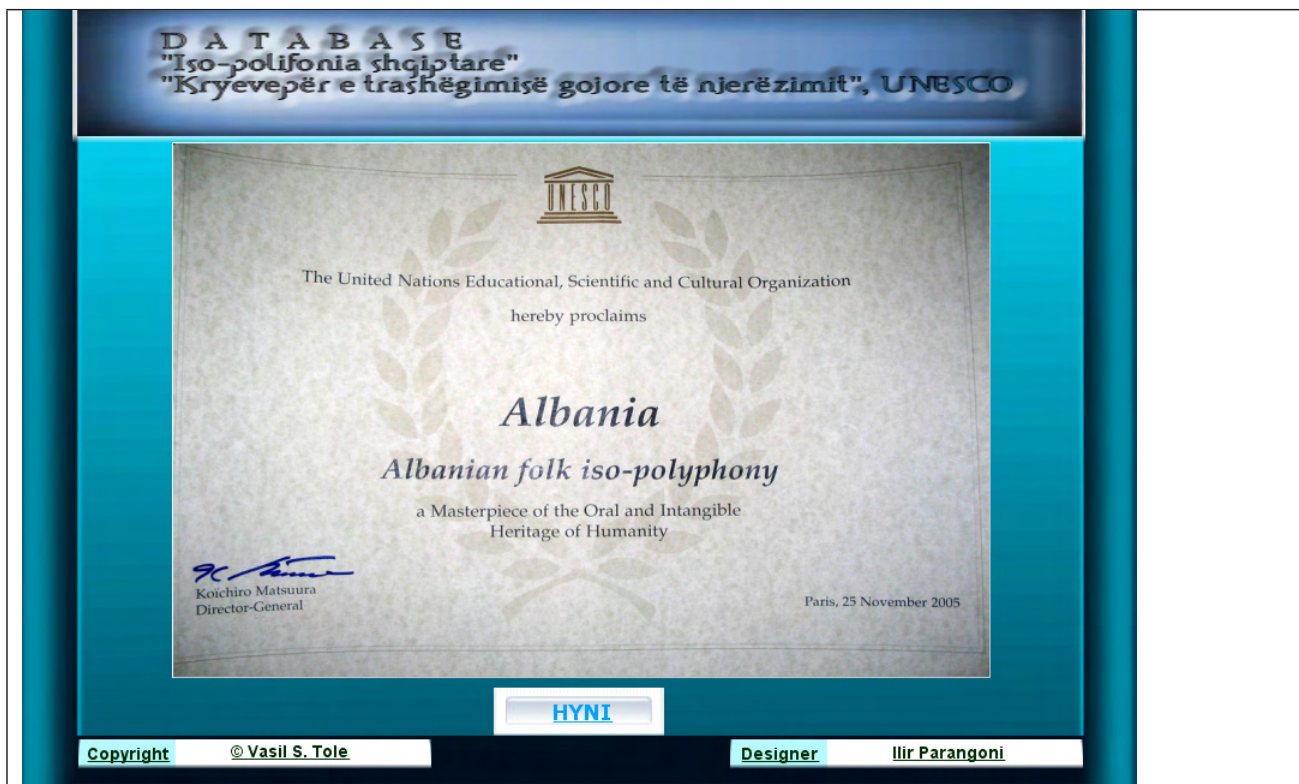 DATABASE
"Iso-polifonia shqiptare"
"Kryevepër e trashëgimisë gojore të njerëzimit", UNESCO
UNESCO
The United Nations Educational, Scientific and Cultural Organization
hereby proclaims
Albania
Albanian folk iso-polyphony
a Masterpiece of the Oral and Intangible
Heritage of Humanity
Koïchiro Matsuura
Director-General
Paris, 25 November 2005
HYNI
Copyright © Vasil S. Tole
Designer Ilir Parangoni